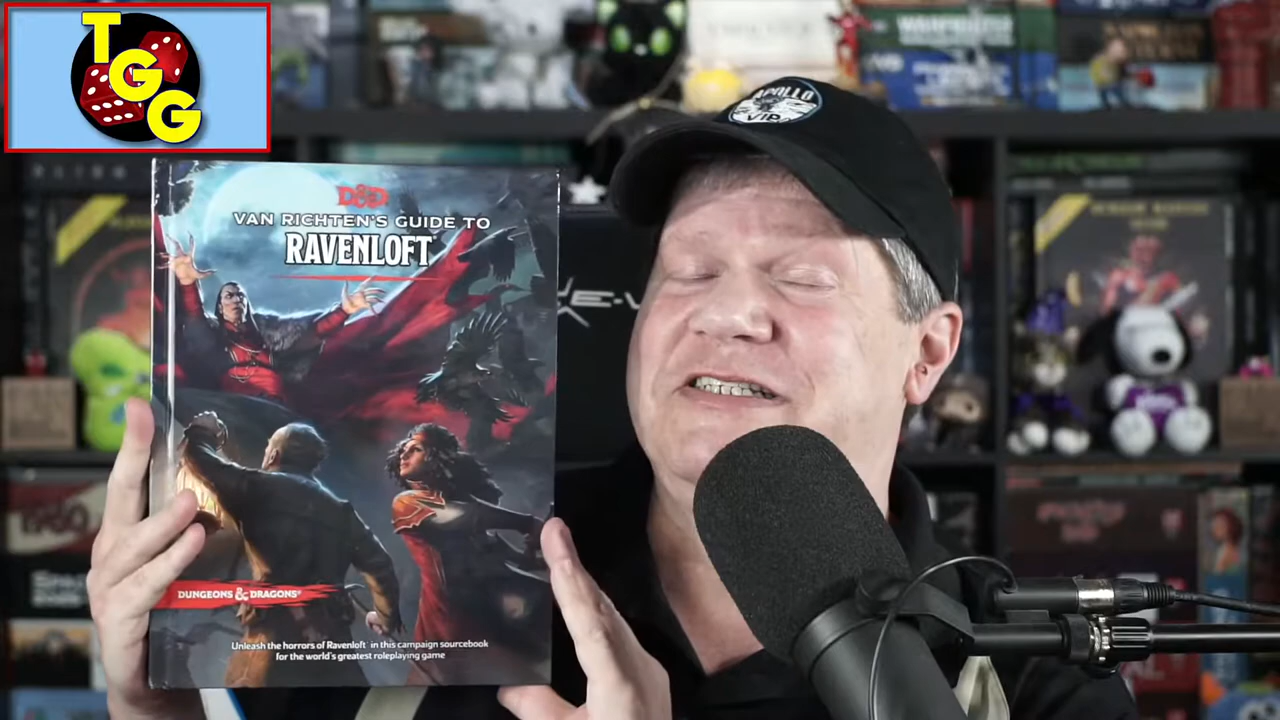 TGG
APOLLO
VIP
D&D
VAN RICHTEN'S GUIDE TO
RAVENLOFT
DUNGEONS & DRAGONS®
Unleash the horrors of Ravenloft in this campaign sourcebook
for the world's greatest roleplaying game